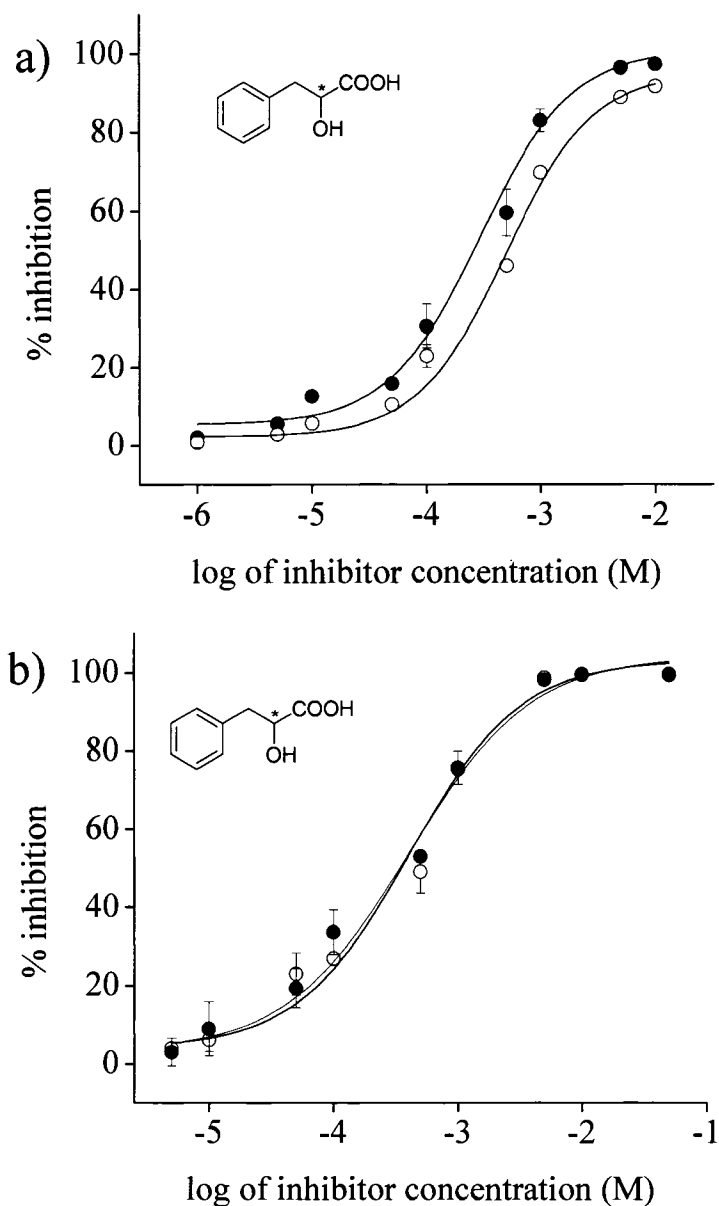 a)
100
80
60
40
20
0
% inhibition
*
COOH
OH
-6 -5 -4 -3 -2
log of inhibitor concentration (M)
b)
100
80
60
40
20
0
% inhibition
*
COOH
OH
-5 -4 -3 -2 -1
log of inhibitor concentration (M)